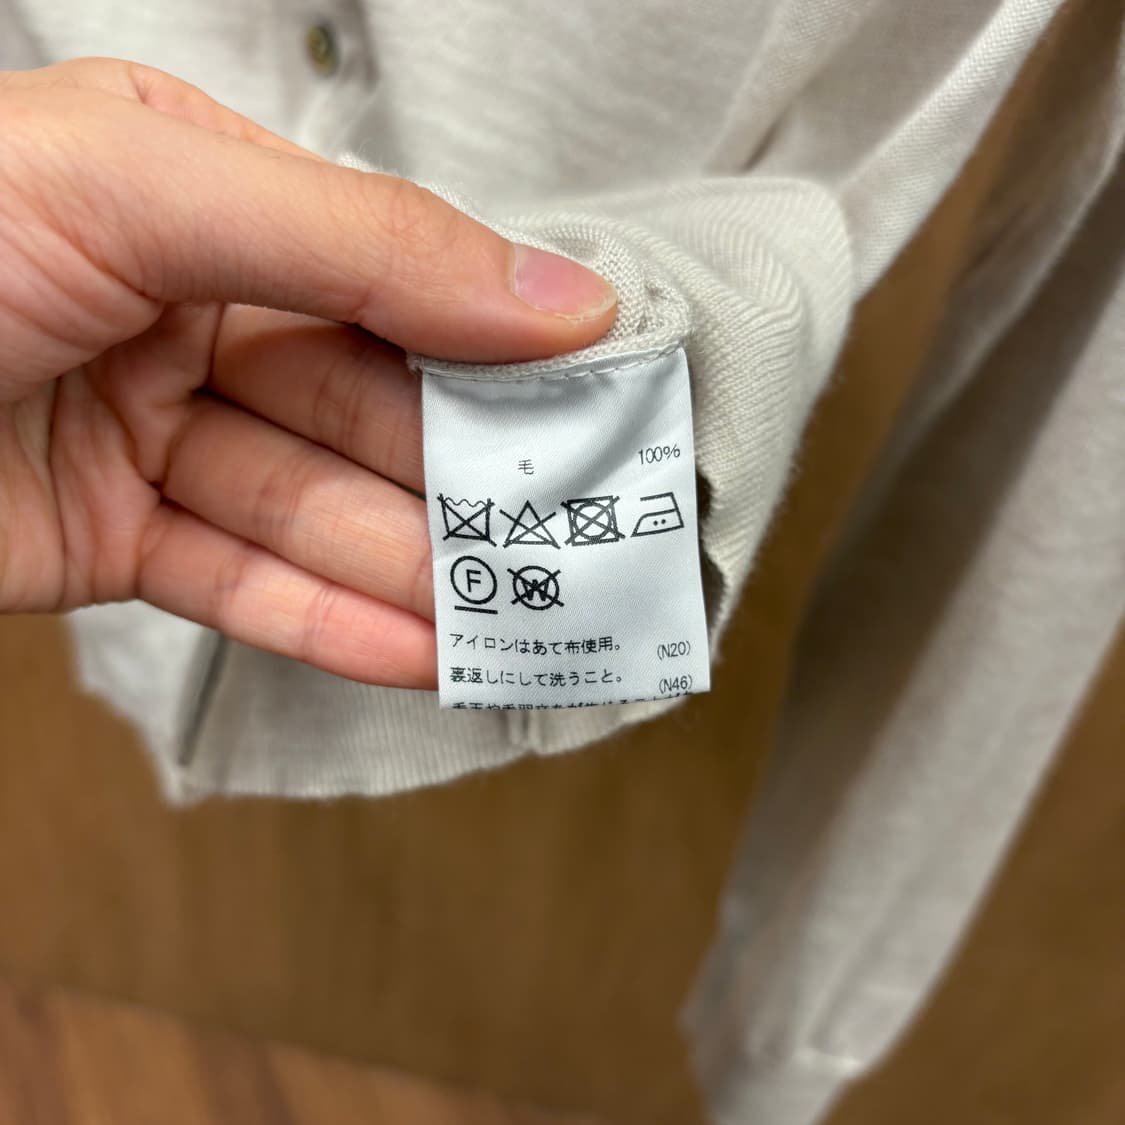 毛 100%
F
W
アイロンはあて布使用。 (N20)
裏返しにして洗うこと。 (N46)